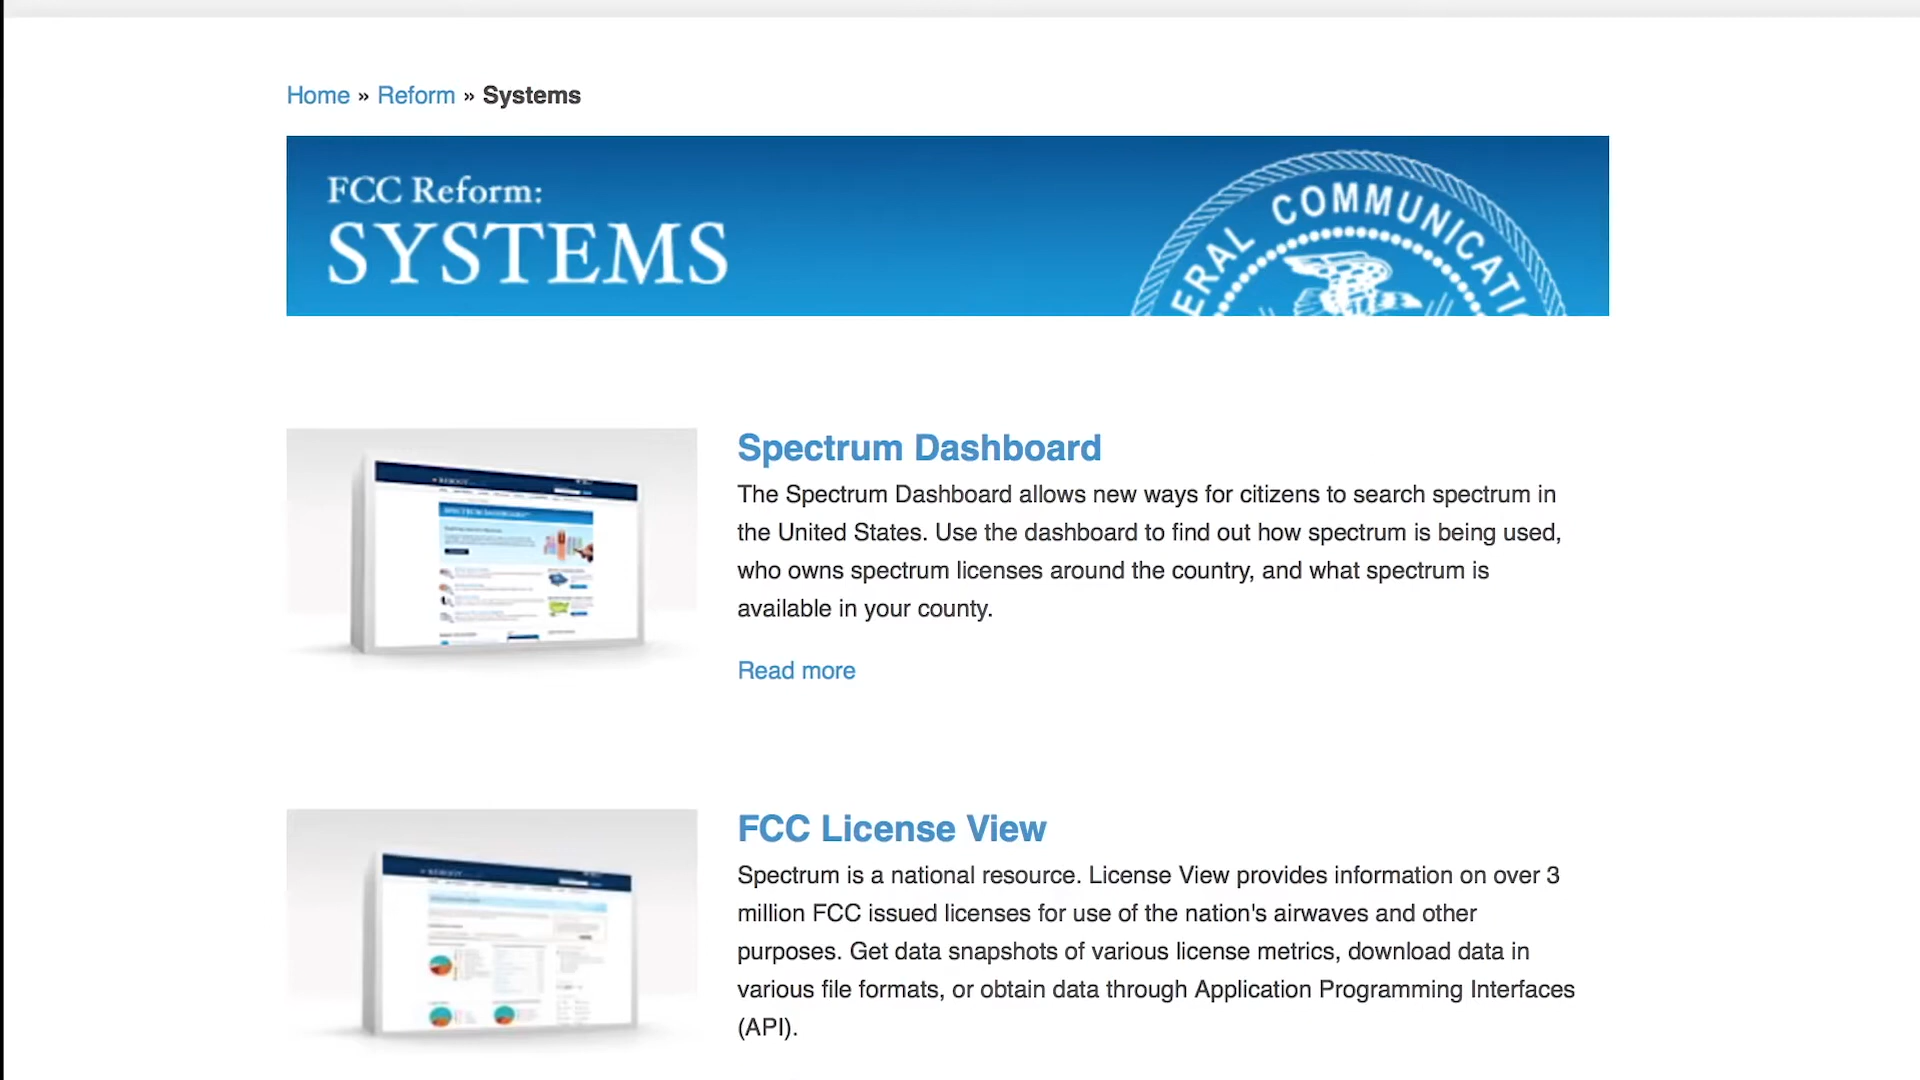 Home » Reform » Systems
FCC Reform:
SYSTEMS
ERAL COMMUNICATI
Spectrum Dashboard
The Spectrum Dashboard allows new ways for citizens to search spectrum in
the United States. Use the dashboard to find out how spectrum is being used,
who owns spectrum licenses around the country, and what spectrum is
available in your county.
Read more
SPECTRUM DASHBOARD
FCC License View
Spectrum is a national resource. License View provides information on over 3
million FCC issued licenses for use of the nation's airwaves and other
purposes. Get data snapshots of various license metrics, download data in
various file formats, or obtain data through Application Programming Interfaces
(API).